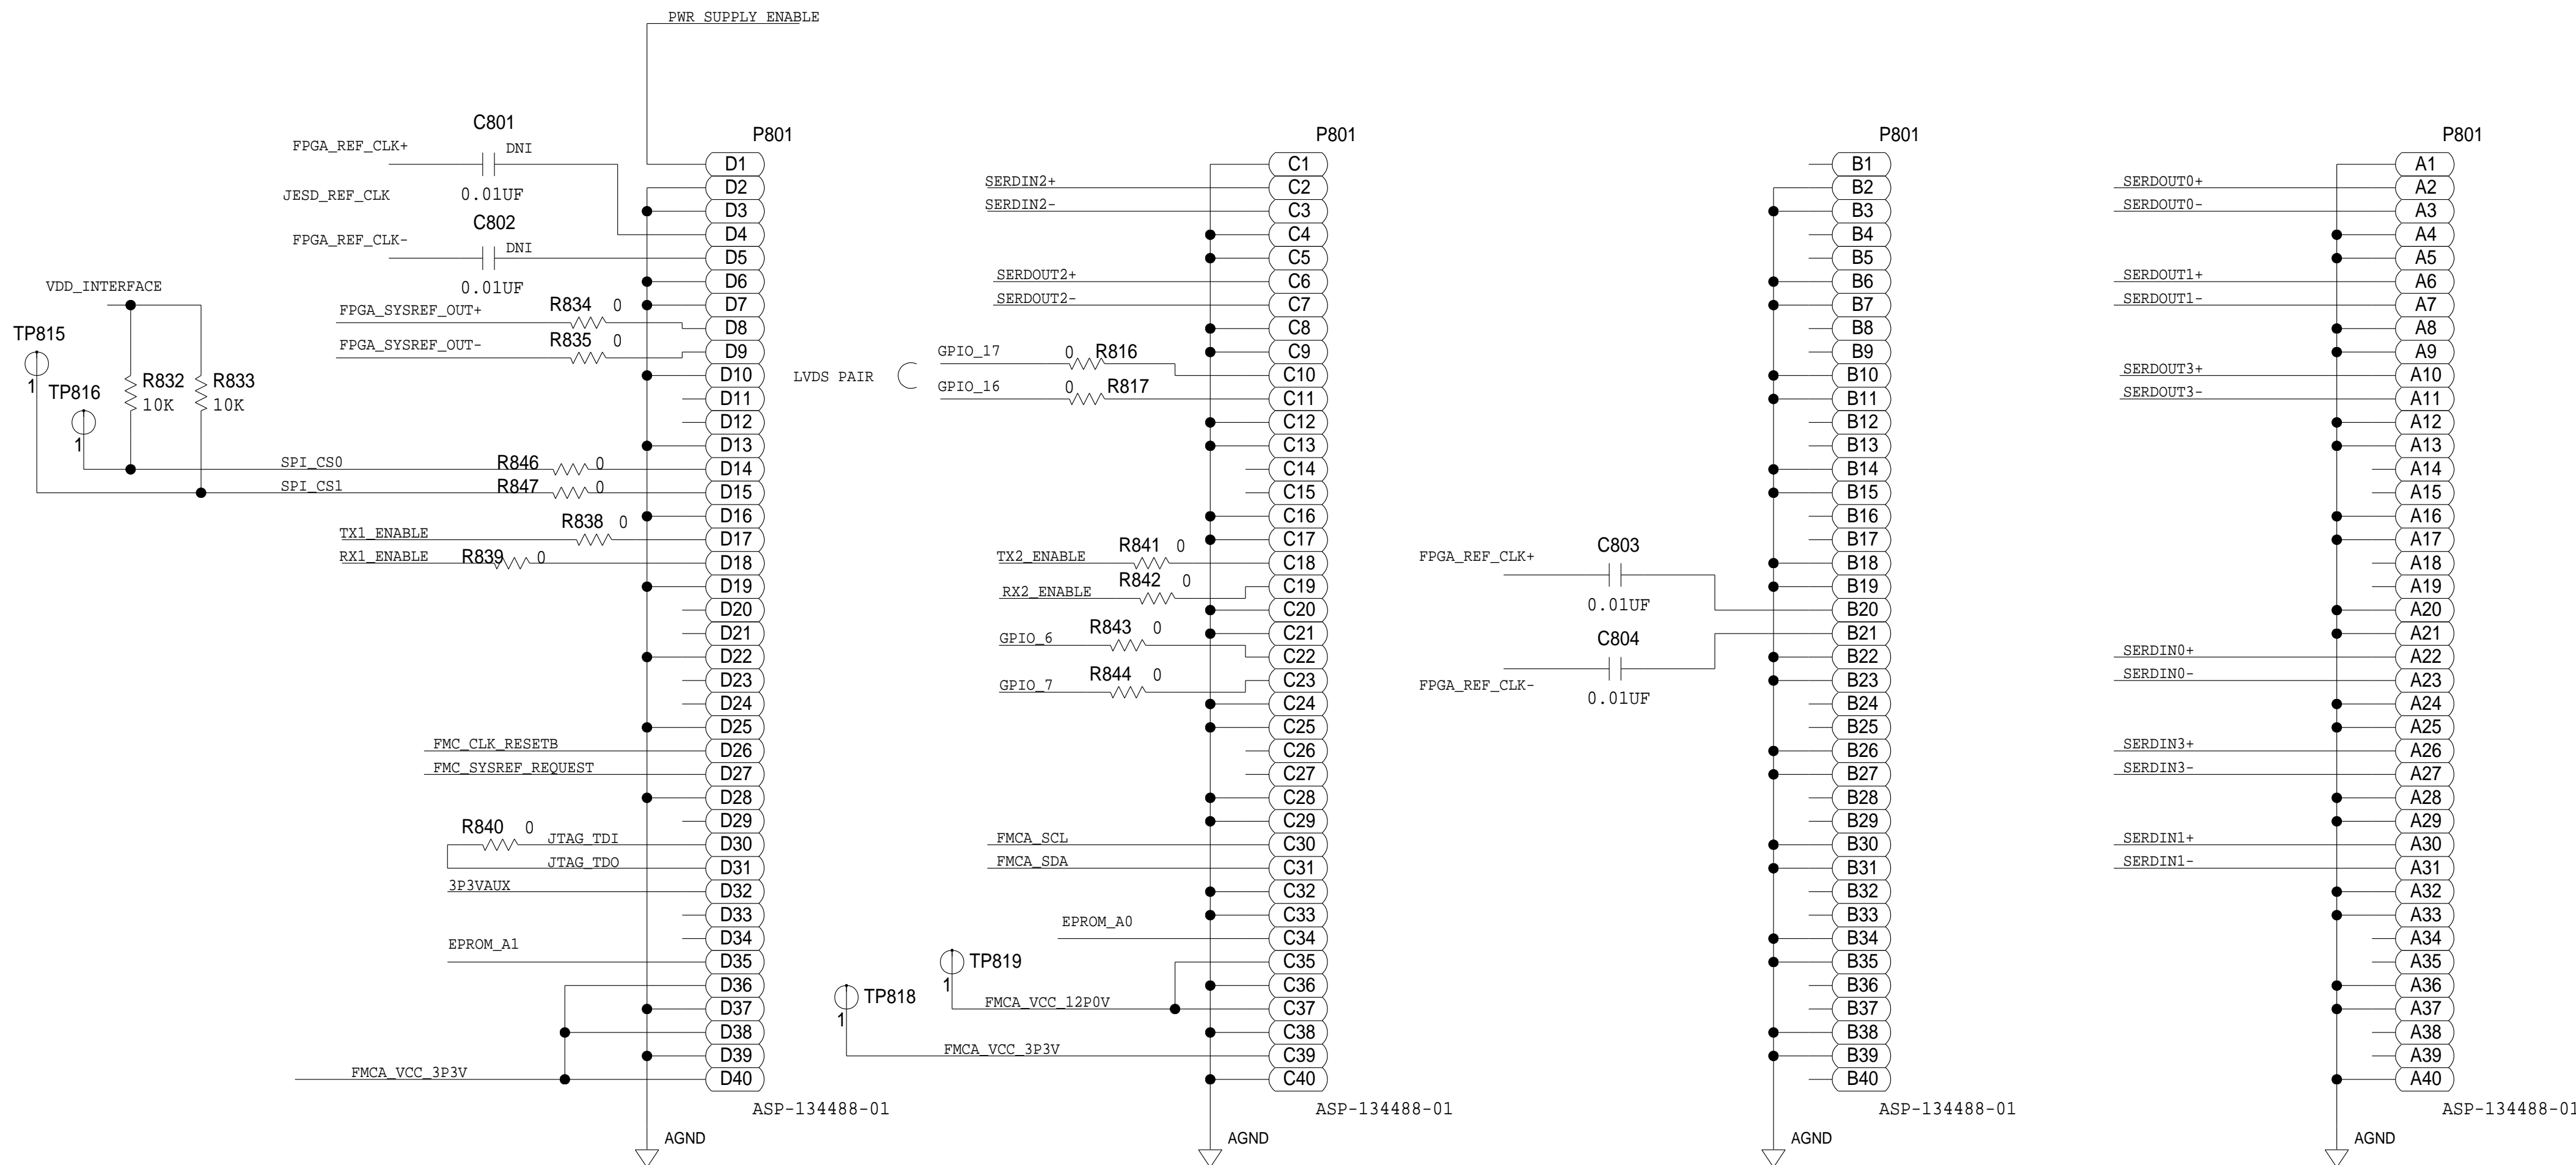 PWR_SUPPLY_ENABLE
C801
FPGA_REF_CLK+
DNI
JESD_REF_CLK
0.01UF
C802
FPGA_REF_CLK-
DNI
0.01UF
VDD_INTERFACE
FPGA_SYSREF_OUT+
R834 0
TP815
1
FPGA_SYSREF_OUT-
R835 0
TP816
1
R832
10K
R833
10K
SPI_CS0
R846 0
SPI_CS1
R847 0
R838 0
TX1_ENABLE
RX1_ENABLE
R839 0
FMC_CLK_RESETB
FMC_SYSREF_REQUEST
R840 0
JTAG_TDI
JTAG_TDO
3P3VAUX
EPROM_A1
FMCA_VCC_3P3V
P801
D1
D2
D3
D4
D5
D6
D7
D8
D9
D10
D11
D12
D13
D14
D15
D16
D17
D18
D19
D20
D21
D22
D23
D24
D25
D26
D27
D28
D29
D30
D31
D32
D33
D34
D35
D36
D37
D38
D39
D40
ASP-134488-01
AGND
SERDIN2+
SERDIN2-
SERDOUT2+
SERDOUT2-
LVDS PAIR
GPIO_17
0 R816
GPIO_16
0 R817
TX2_ENABLE
R841 0
RX2_ENABLE
R842 0
GPIO_6
R843 0
GPIO_7
R844 0
FMCA_SCL
FMCA_SDA
EPROM_A0
TP819
1
FMCA_VCC_12P0V
TP818
1
FMCA_VCC_3P3V
P801
C1
C2
C3
C4
C5
C6
C7
C8
C9
C10
C11
C12
C13
C14
C15
C16
C17
C18
C19
C20
C21
C22
C23
C24
C25
C26
C27
C28
C29
C30
C31
C32
C33
C34
C35
C36
C37
C38
C39
C40
ASP-134488-01
AGND
FPGA_REF_CLK+
C803
0.01UF
C804
FPGA_REF_CLK-
0.01UF
P801
B1
B2
B3
B4
B5
B6
B7
B8
B9
B10
B11
B12
B13
B14
B15
B16
B17
B18
B19
B20
B21
B22
B23
B24
B25
B26
B27
B28
B29
B30
B31
B32
B33
B34
B35
B36
B37
B38
B39
B40
ASP-134488-01
AGND
SERDOUT0+
SERDOUT0-
SERDOUT1+
SERDOUT1-
SERDOUT3+
SERDOUT3-
SERDIN0+
SERDIN0-
SERDIN3+
SERDIN3-
SERDIN1+
SERDIN1-
P801
A1
A2
A3
A4
A5
A6
A7
A8
A9
A10
A11
A12
A13
A14
A15
A16
A17
A18
A19
A20
A21
A22
A23
A24
A25
A26
A27
A28
A29
A30
A31
A32
A33
A34
A35
A36
A37
A38
A39
A40
ASP-134488-01
AGND